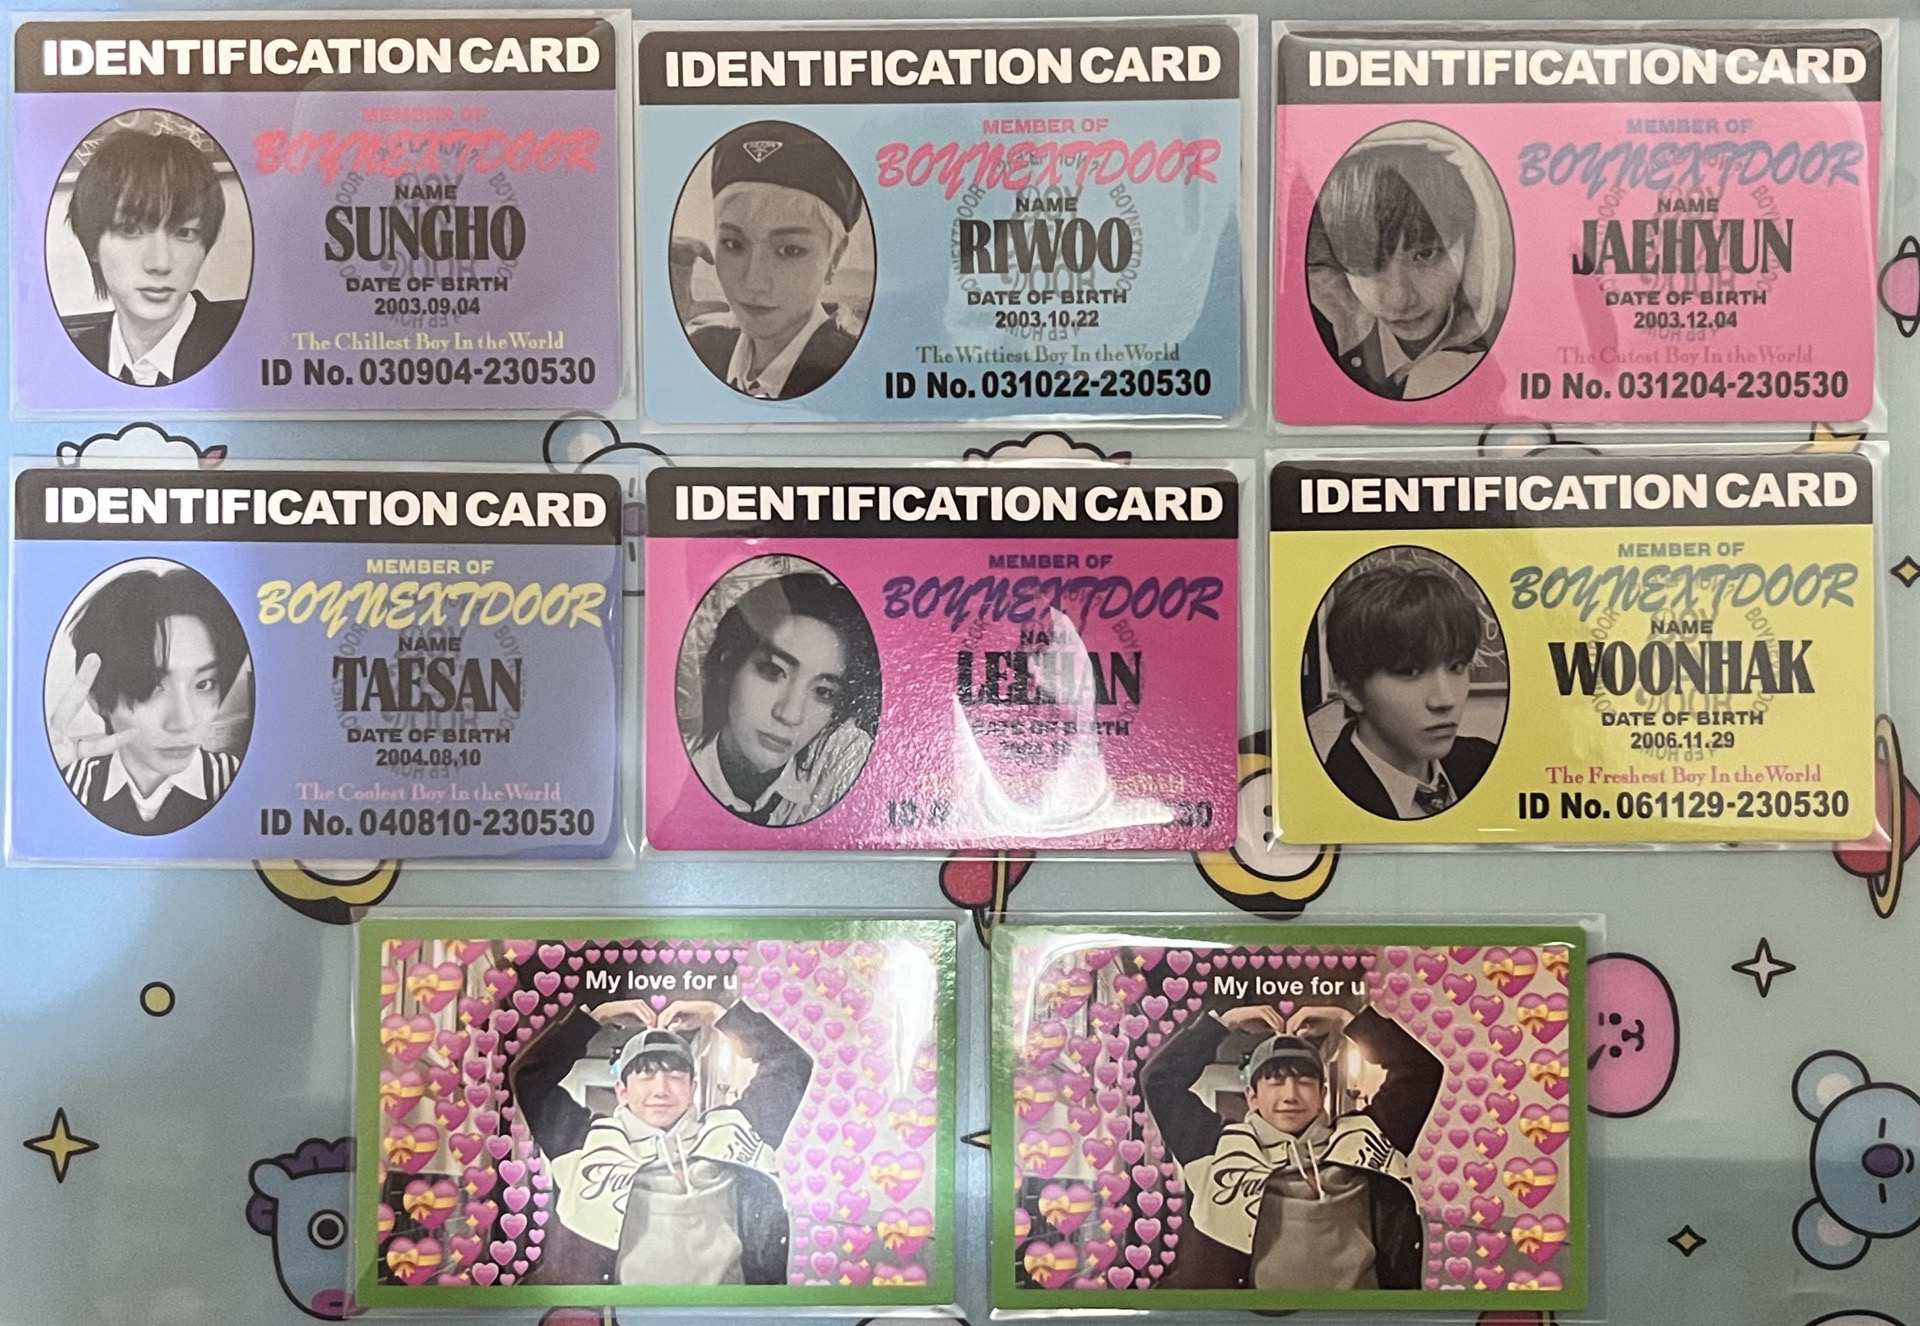 IDENTIFICATION CARD
MEMBER OF
BOYNEXTDOOR
NAME
SUNGHO
DATE OF BIRTH
2003.09.04
The Chillest Boy In the World
ID No. 030904-230530
IDENTIFICATION CARD
MEMBER OF
BOYNEXTDOOR
NAME
RIWOO
DATE OF BIRTH
2003.10.22
The Wittiest Boy In the World
ID No. 031022-230530
IDENTIFICATION CARD
MEMBER OF
BOYNEXTDOOR
NAME
JAEHYUN
DATE OF BIRTH
2003.12.04
The Cutest Boy In the World
ID No. 031204-230530
IDENTIFICATION CARD
MEMBER OF
BOYNEXTDOOR
NAME
TAESAN
DATE OF BIRTH
2004.08.10
The Coolest Boy In the World
ID No. 040810-230530
IDENTIFICATION CARD
MEMBER OF
BOYNEXTDOOR
NAME
LEEHAN
DATE OF BIRTH
World
ID
IDENTIFICATION CARD
MEMBER OF
BOYNEXTDOOR
NAME
WOONHAK
DATE OF BIRTH
2006.11.29
The Freshest Boy In the World
ID No. 061129-230530
My love for u
My love for u